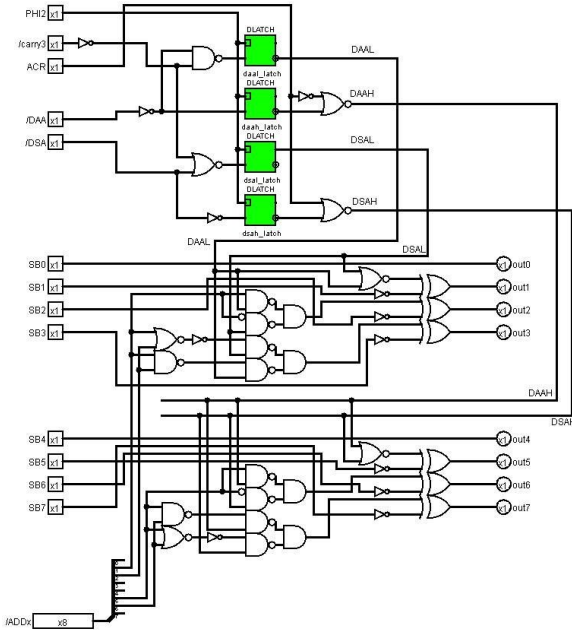 PHI2 x1
DLATCH
/carry3 x1
DAAL
ACR x1
daal_latch
DLATCH
DAAH
/DAA x1
daah_latch
DLATCH
DSAL
/DSA x1
dsal_latch
DLATCH
DSAH
dsah_latch
DAAL
DSAL
SB0 x1
x1 out0
SB1 x1
x1 out1
SB2 x1
x1 out2
SB3 x1
x1 out3
DAAH
DSAH
SB4 x1
x1 out4
SB5 x1
x1 out5
SB6 x1
x1 out6
SB7 x1
x1 out7
/ADDx x8